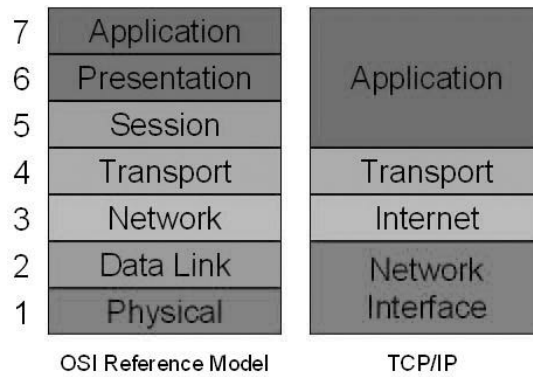 7 Application
6 Presentation
5 Session
4 Transport
3 Network
2 Data Link
1 Physical
OSI Reference Model
Application
Transport
Internet
Network
Interface
TCP/IP